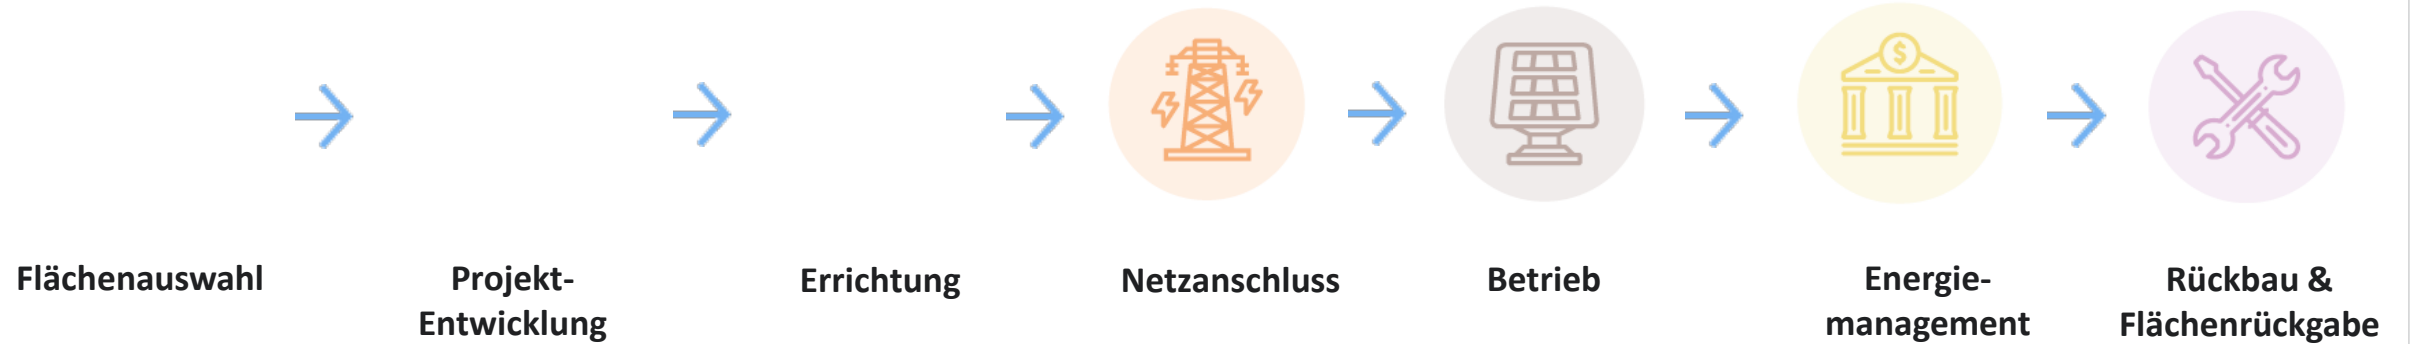 Flächenauswahl
Projekt-
Entwicklung
Errichtung
Netzanschluss
Betrieb
$
Energie-
management
Rückbau &
Flächenrückgabe